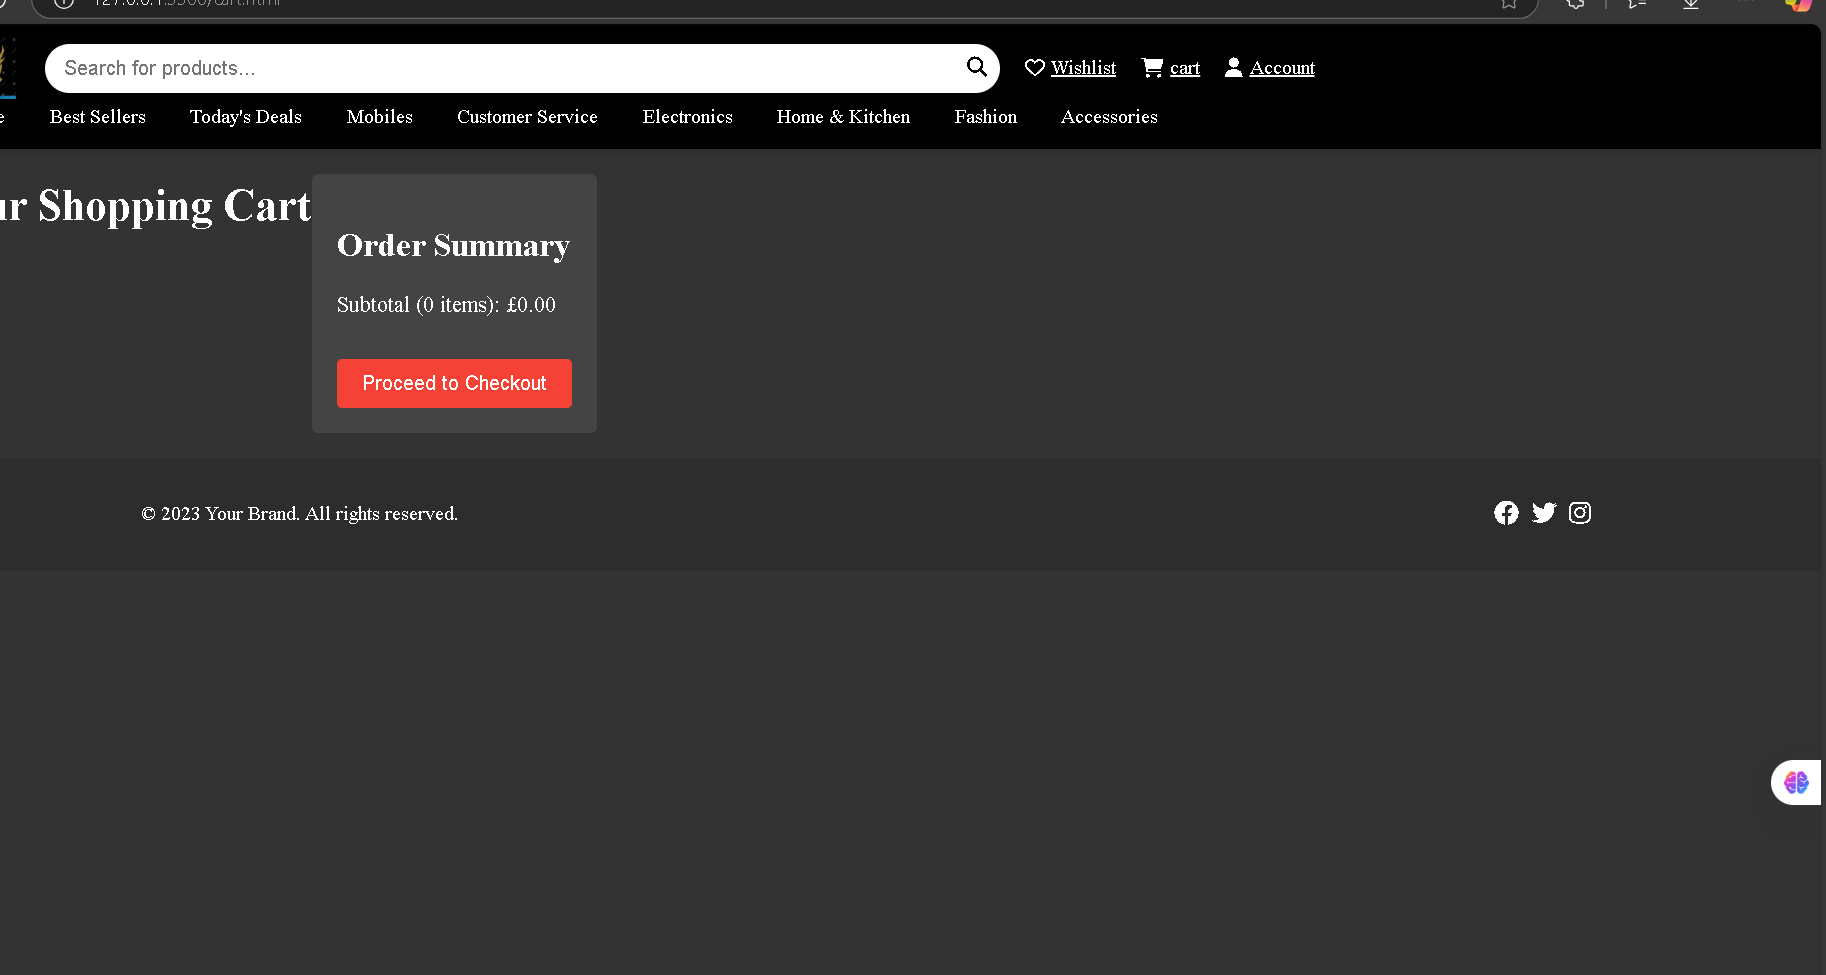 127.0.0.1:5500/cart.html
Search for products...
Wishlist
cart
Account
Best Sellers
Today's Deals
Mobiles
Customer Service
Electronics
Home & Kitchen
Fashion
Accessories
Shopping Cart
Order Summary
Subtotal (0 items): £0.00
Proceed to Checkout
© 2023 Your Brand. All rights reserved.